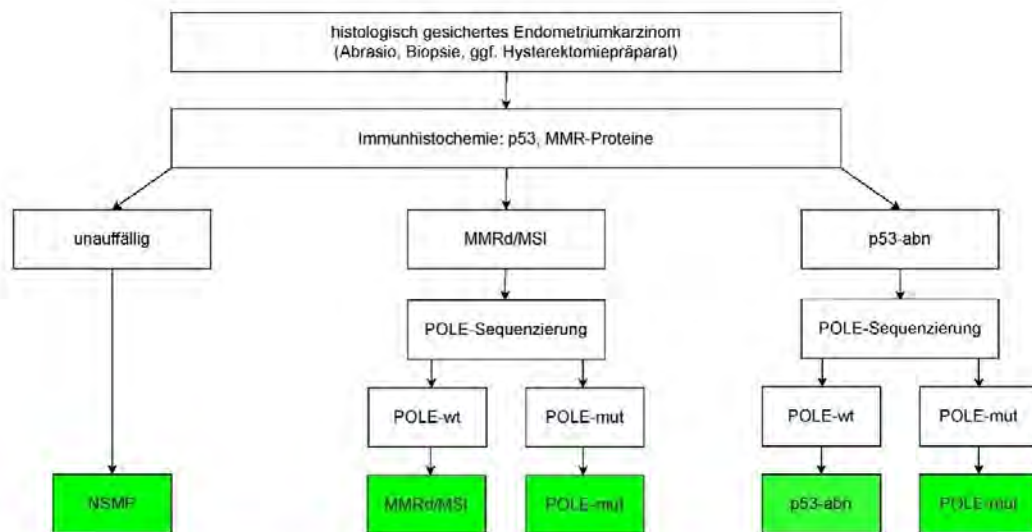 histologisch gesichertes Endometriumkarzinom
(Abrasio, Biopsie, ggf. Hysterektomiepräparat)
Immunhistochemie: p53, MMR-Proteine
unauffällig
MMRd/MSI
p53-abn
POLE-Sequenzierung
POLE-Sequenzierung
POLE-wt
POLE-mut
POLE-wt
POLE-mut
NSMP
MMRd/MSI
POLE-mut
p53-abn
POLE-mut